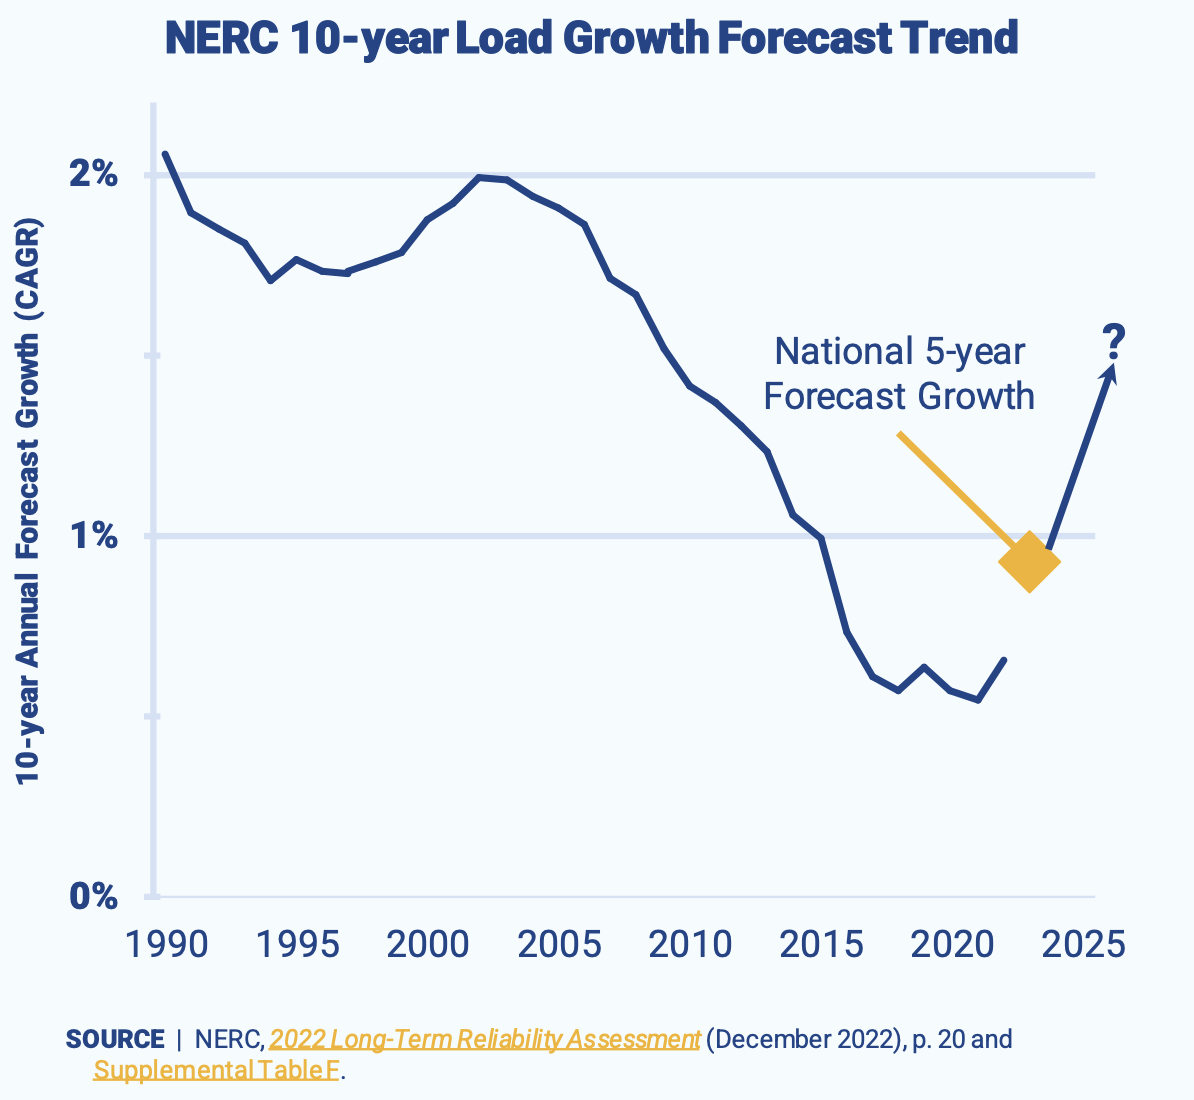 NERC 10-year Load Growth Forecast Trend
10-year Annual Forecast Growth (CAGR)
2%
1%
0%
National 5-year
Forecast Growth
?
1990 1995 2000 2005 2010 2015 2020 2025
SOURCE | NERC, 2022 Long-Term Reliability Assessment (December 2022), p. 20 and
Supplemental Table F.